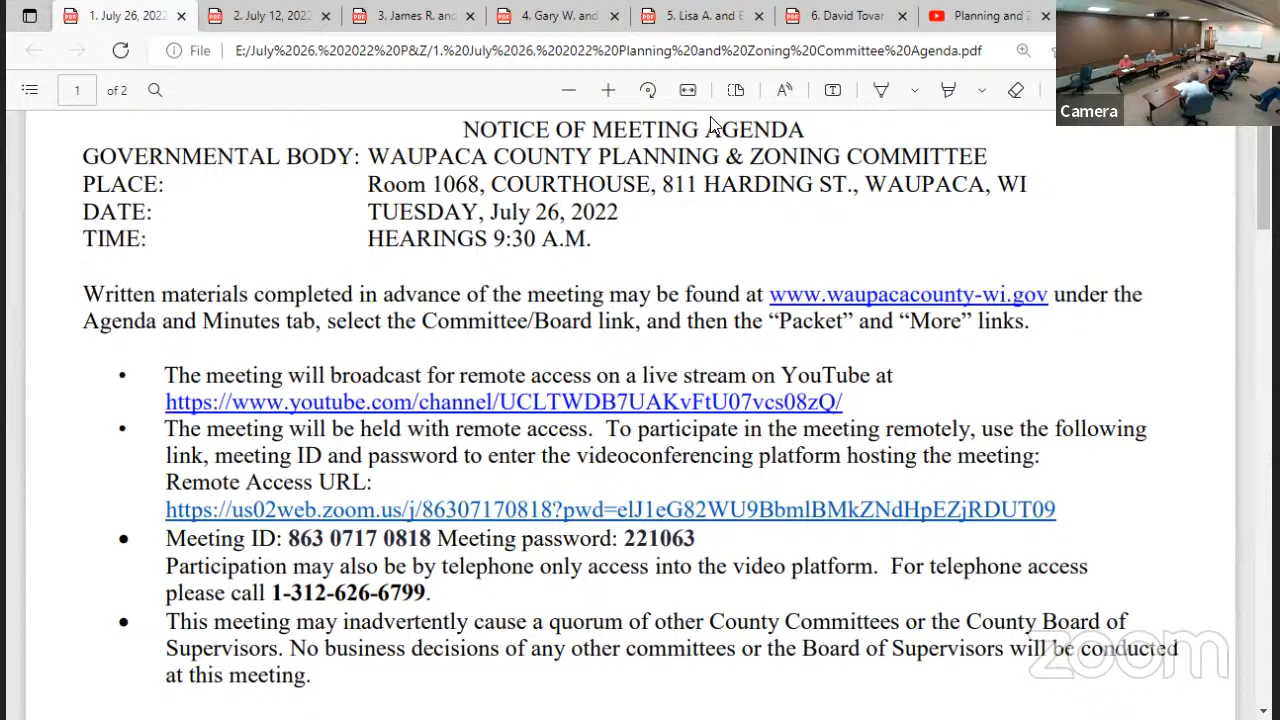 1. July 26, 2022
2. July 12, 2022
3. James R. and
4. Gary W. and
5. Lisa A. and
6. David Tovar
Planning and
File
E:/July%2026.%202022%20P&Z/1.%20July%2026.%202022%20Planning%20and%20Zoning%20Committee%20Agenda.pdf
1
of 2
Camera
NOTICE OF MEETING AGENDA
GOVERNMENTAL BODY: WAUPACA COUNTY PLANNING & ZONING COMMITTEE
PLACE: Room 1068, COURTHOUSE, 811 HARDING ST., WAUPACA, WI
DATE: TUESDAY, July 26, 2022
TIME: HEARINGS 9:30 A.M.
Written materials completed in advance of the meeting may be found at www.waupacacounty-wi.gov under the
Agenda and Minutes tab, select the Committee/Board link, and then the “Packet” and “More” links.
• The meeting will broadcast for remote access on a live stream on YouTube at
https://www.youtube.com/channel/UCLTWDB7UAKvFtU07vcs08zQ/
• The meeting will be held with remote access. To participate in the meeting remotely, use the following
link, meeting ID and password to enter the videoconferencing platform hosting the meeting:
Remote Access URL:
https://us02web.zoom.us/j/86307170818?pwd=elJ1eG82WU9BbmlBMkZNdHpEZjRDUT09
• Meeting ID: 863 0717 0818 Meeting password: 221063
Participation may also be by telephone only access into the video platform. For telephone access
please call 1-312-626-6799.
• This meeting may inadvertently cause a quorum of other County Committees or the County Board of
Supervisors. No business decisions of any other committees or the Board of Supervisors will be conducted
at this meeting.
zoom